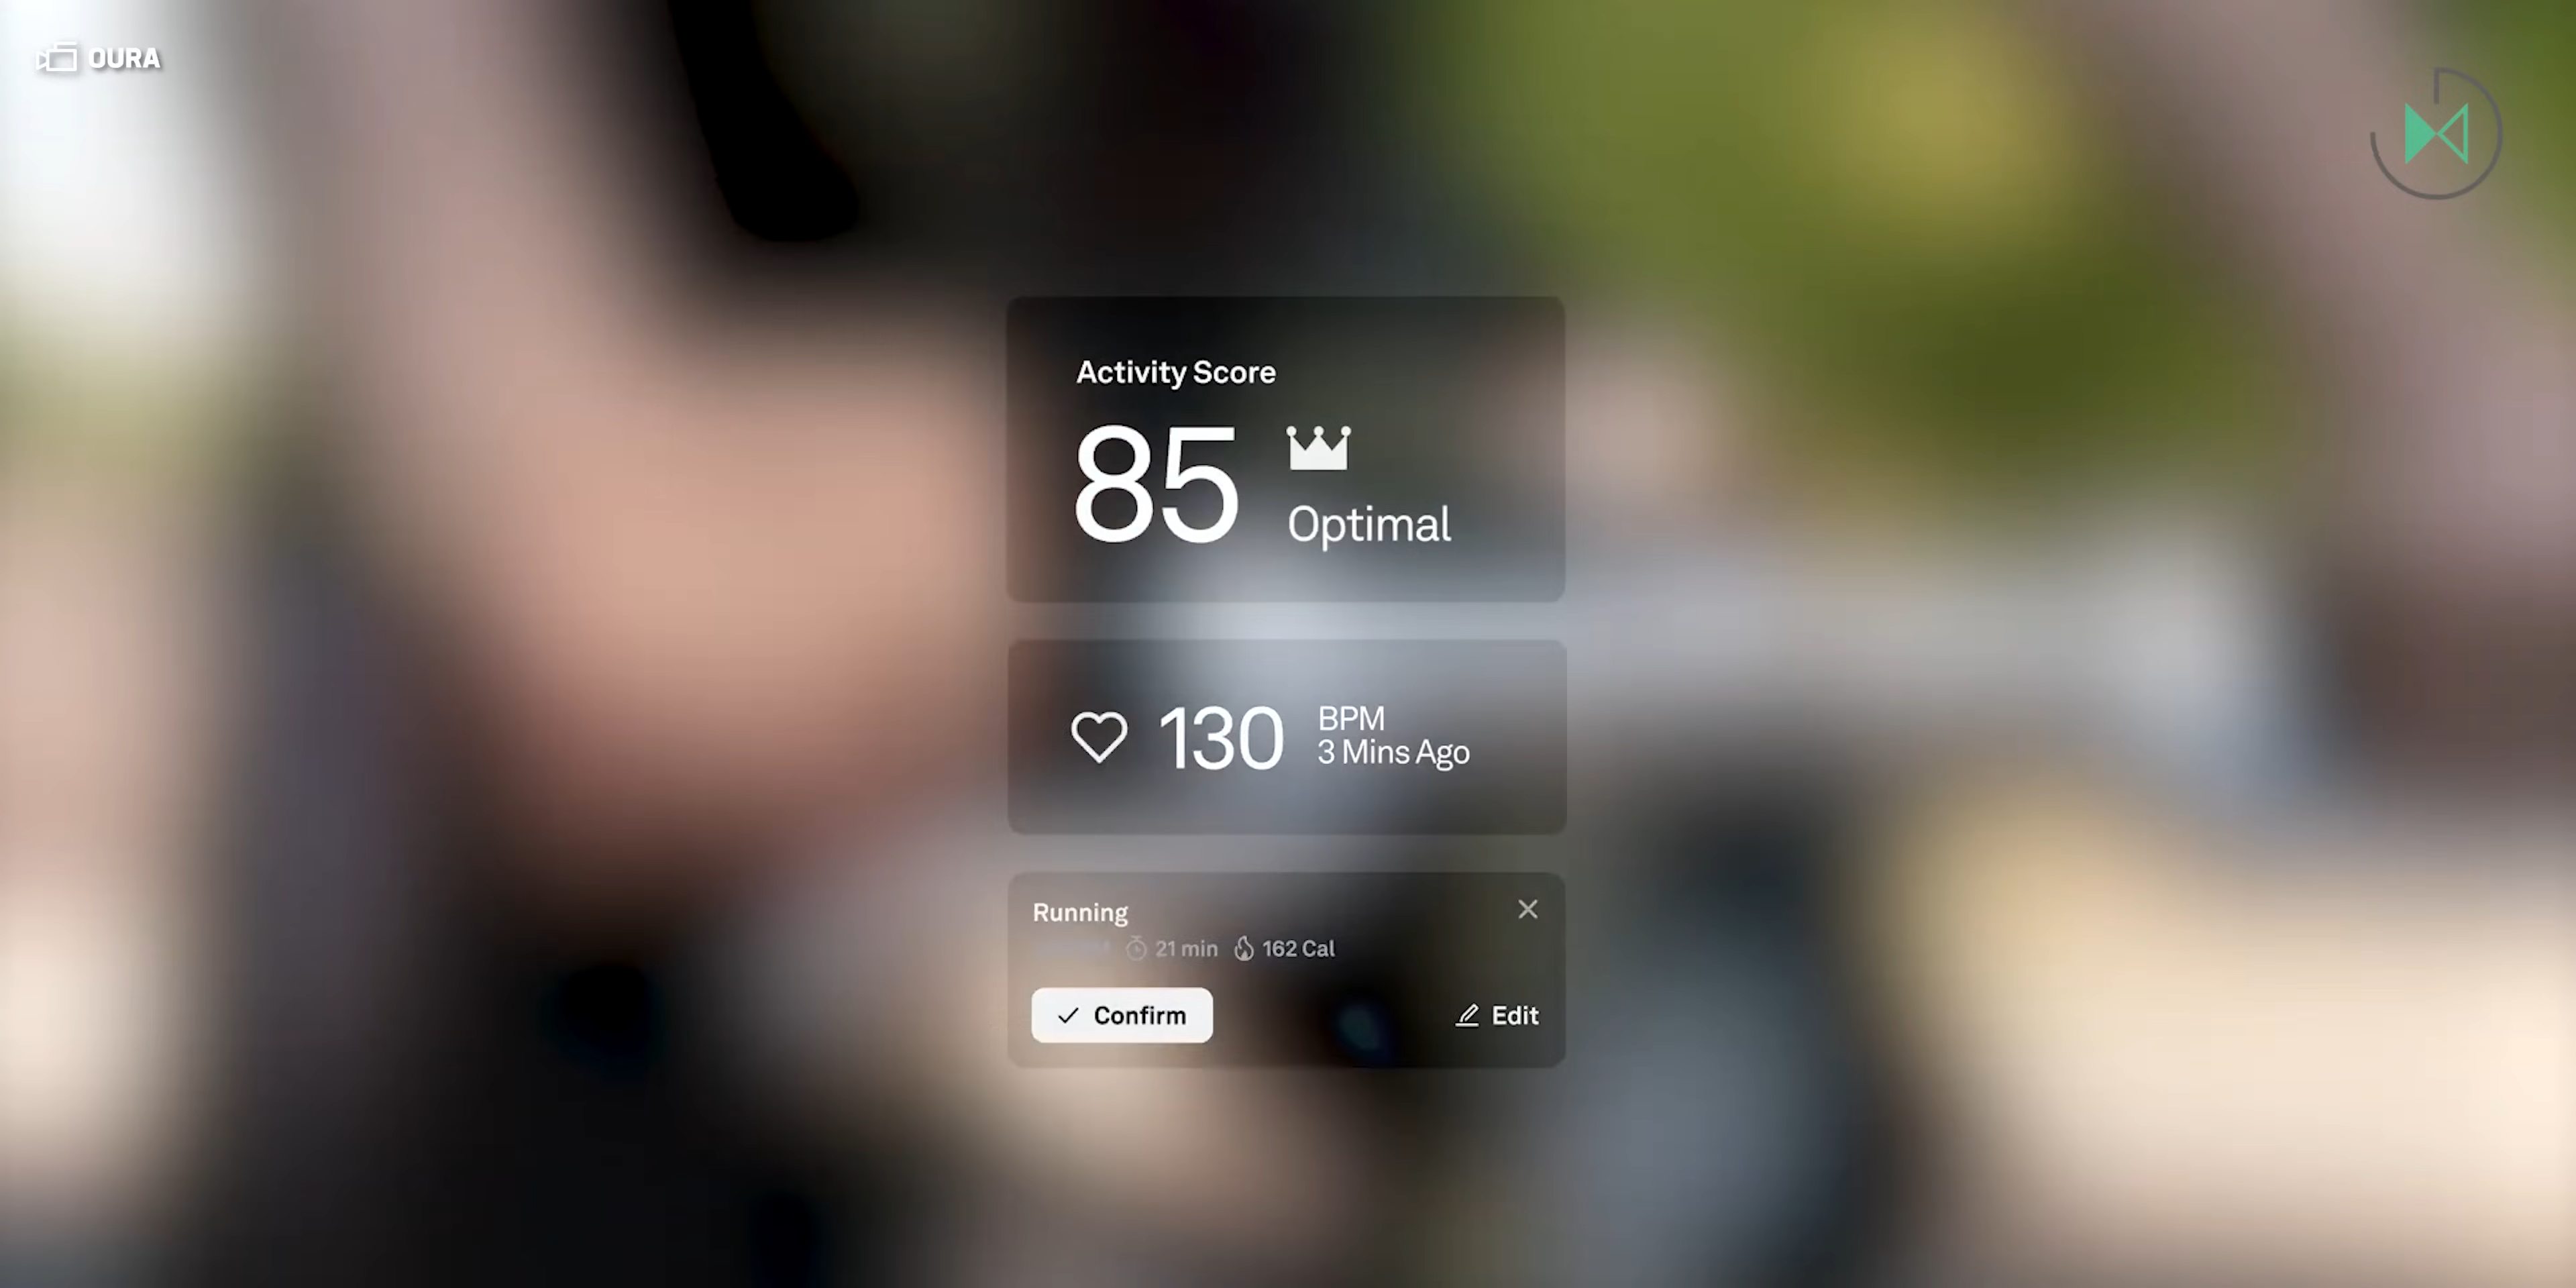 OURA
Activity Score
85
Optimal
130
BPM
3 Mins Ago
Running
21 min 162 Cal
Confirm
Edit